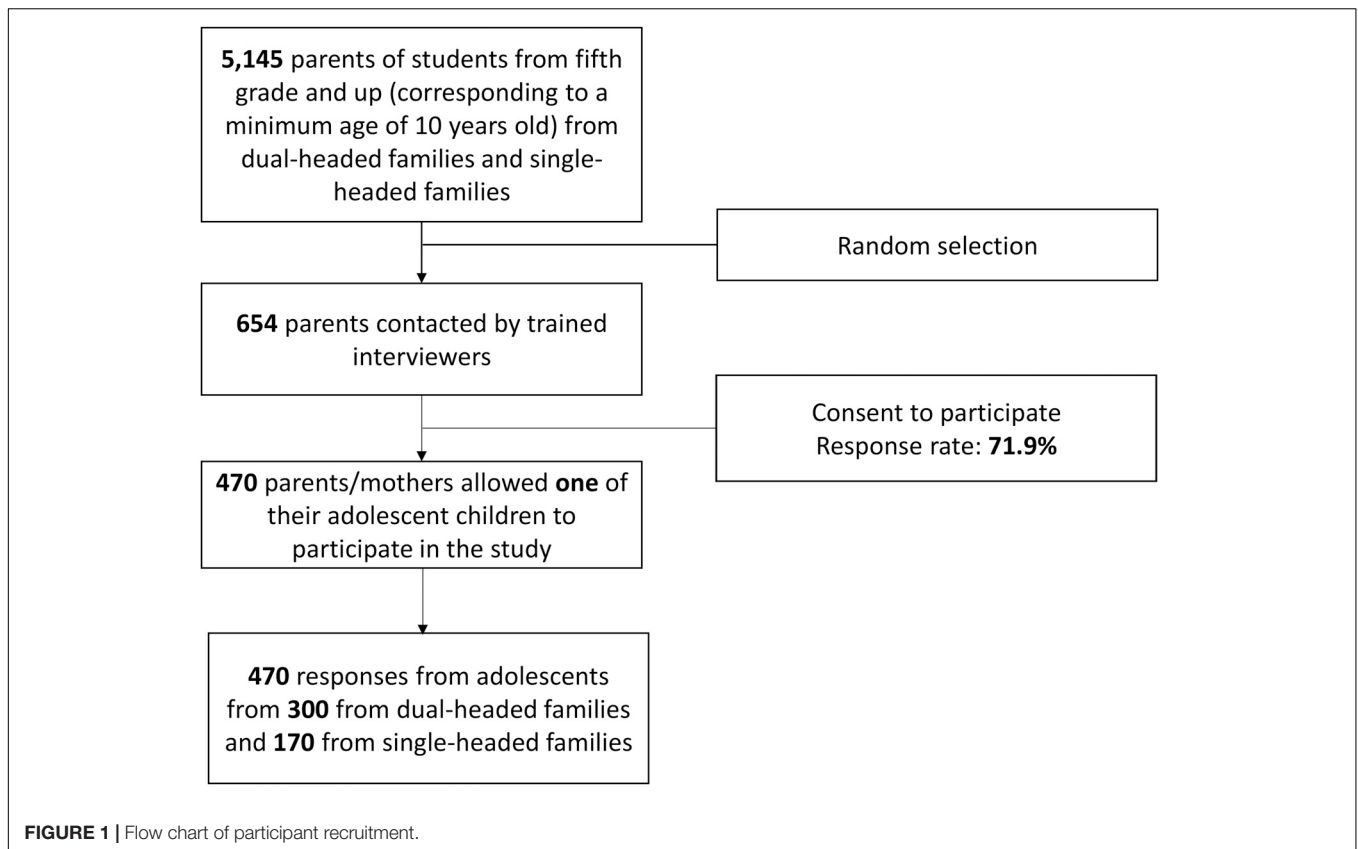 5,145 parents of students from fifth
grade and up (corresponding to a
minimum age of 10 years old) from
dual-headed families and single-
headed families
Random selection
654 parents contacted by trained
interviewers
Consent to participate
Response rate: 71.9%
470 parents/mothers allowed one of
their adolescent children to
participate in the study
470 responses from adolescents
from 300 from dual-headed families
and 170 from single-headed families
FIGURE 1 | Flow chart of participant recruitment.